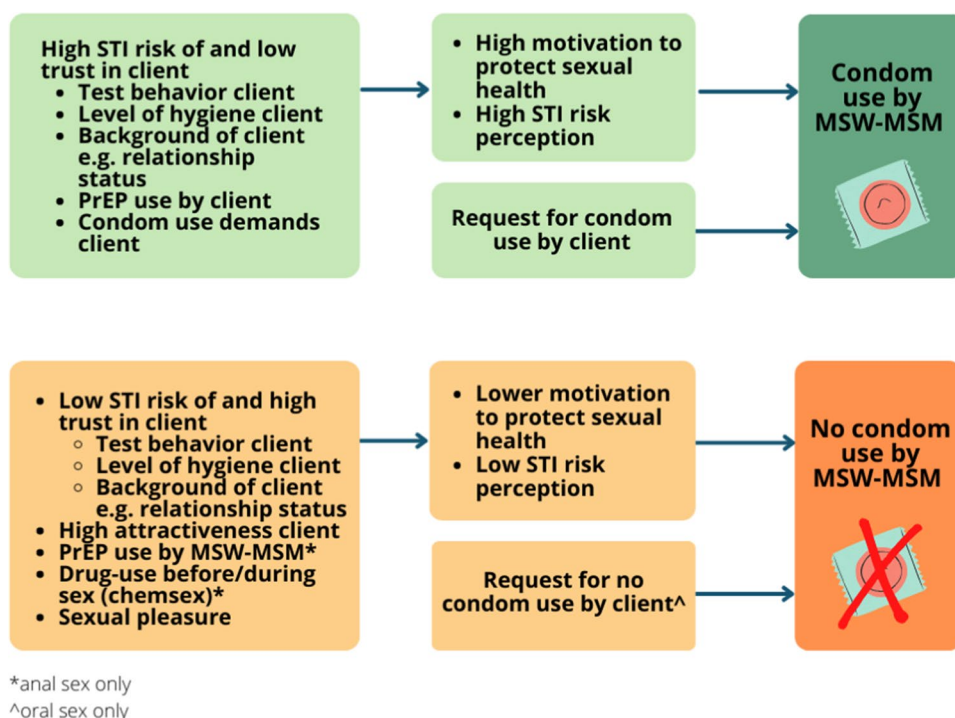 High STI risk of and low
trust in client
• Test behavior client
• Level of hygiene client
• Background of client
e.g. relationship
status
• PrEP use by client
• Condom use demands
client
• High motivation to
protect sexual
health
• High STI risk
perception
Request for condom
use by client
Condom
use by
MSW-MSM
• Low STI risk of and high
trust in client
○ Test behavior client
○ Level of hygiene client
○ Background of client
e.g. relationship status
• High attractiveness client
• PrEP use by MSW-MSM*
• Drug-use before/during
sex (chemsex)*
• Sexual pleasure
• Lower motivation
to protect sexual
health
• Low STI risk
perception
Request for no
condom use by client^
No condom
use by
MSW-MSM
*anal sex only
^oral sex only